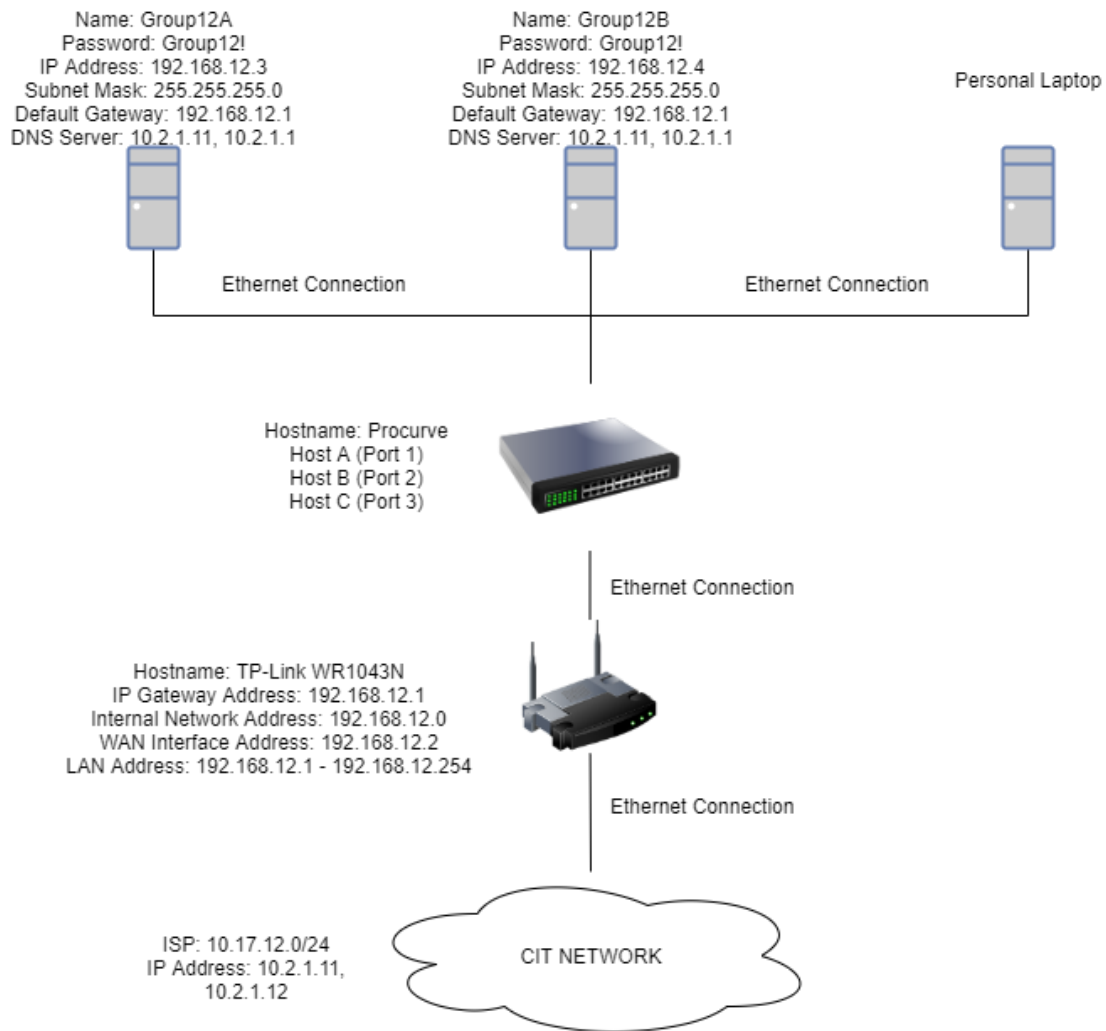 Name: Group12A
Password: Group12!
IP Address: 192.168.12.3
Subnet Mask: 255.255.255.0
Default Gateway: 192.168.12.1
DNS Server: 10.2.1.11, 10.2.1.1
Name: Group12B
Password: Group12!
IP Address: 192.168.12.4
Subnet Mask: 255.255.255.0
Default Gateway: 192.168.12.1
DNS Server: 10.2.1.11, 10.2.1.1
Personal Laptop
Ethernet Connection
Ethernet Connection
Hostname: Procurve
Host A (Port 1)
Host B (Port 2)
Host C (Port 3)
Ethernet Connection
Hostname: TP-Link WR1043N
IP Gateway Address: 192.168.12.1
Internal Network Address: 192.168.12.0
WAN Interface Address: 192.168.12.2
LAN Address: 192.168.12.1 - 192.168.12.254
Ethernet Connection
ISP: 10.17.12.0/24
IP Address: 10.2.1.11,
10.2.1.12
CIT NETWORK